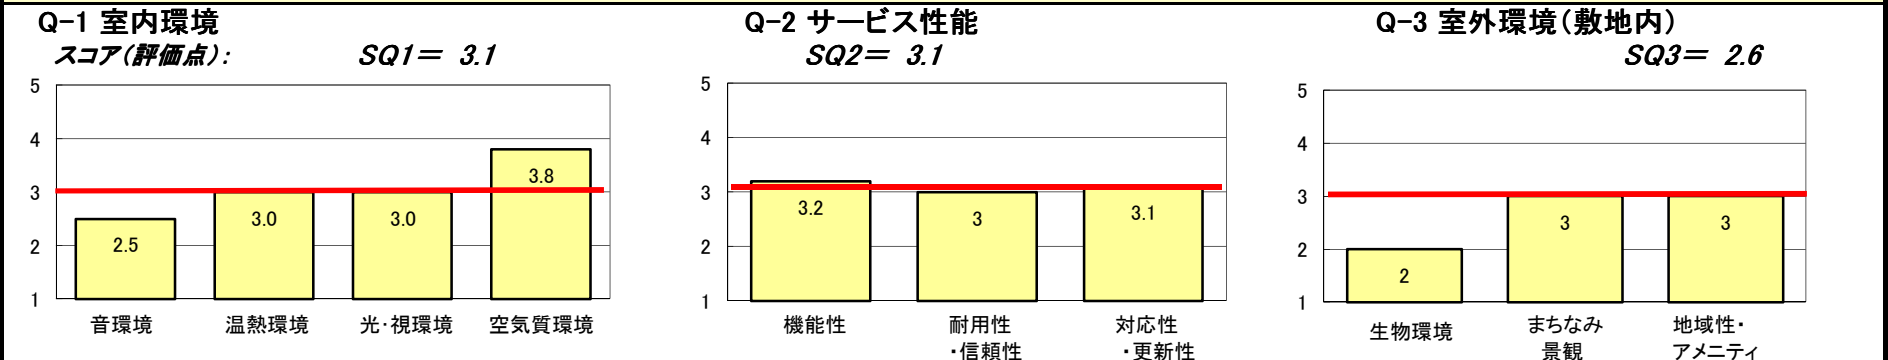 Q-1 室内環境
スコア(評価点): SQ1= 3.1
5
4
3
2
1
2.5
3.0
3.0
3.8
音環境
温熱環境
光・視環境
空気質環境
Q-2 サービス性能
SQ2= 3.1
5
4
3
2
1
3.2
3
3.1
機能性
耐用性
・信頼性
対応性
・更新性
Q-3 室外環境(敷地内)
SQ3= 2.6
5
4
3
2
1
2
3
3
生物環境
まちなみ
景観
地域性・
アメニティ